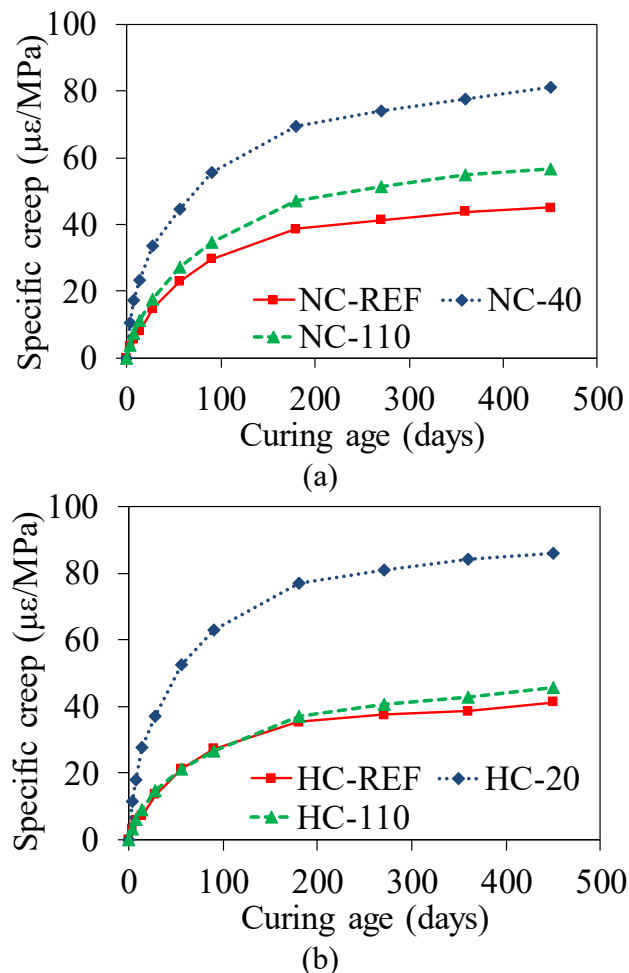 100
80
60
40
20
0
Specific creep (με/MPa)
NC-REF NC-40
NC-110
0 100 200 300 400 500
Curing age (days)
(a)
100
80
60
40
20
0
Specific creep (με/MPa)
HC-REF HC-20
HC-110
0 100 200 300 400 500
Curing age (days)
(b)